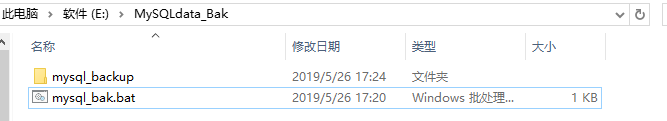 此电脑 > 软件 (E:) > MySQLdata_Bak
名称 修改日期 类型 大小
mysql_backup 2019/5/26 17:24 文件夹
mysql_bak.bat 2019/5/26 17:20 Windows 批处理... 1 KB